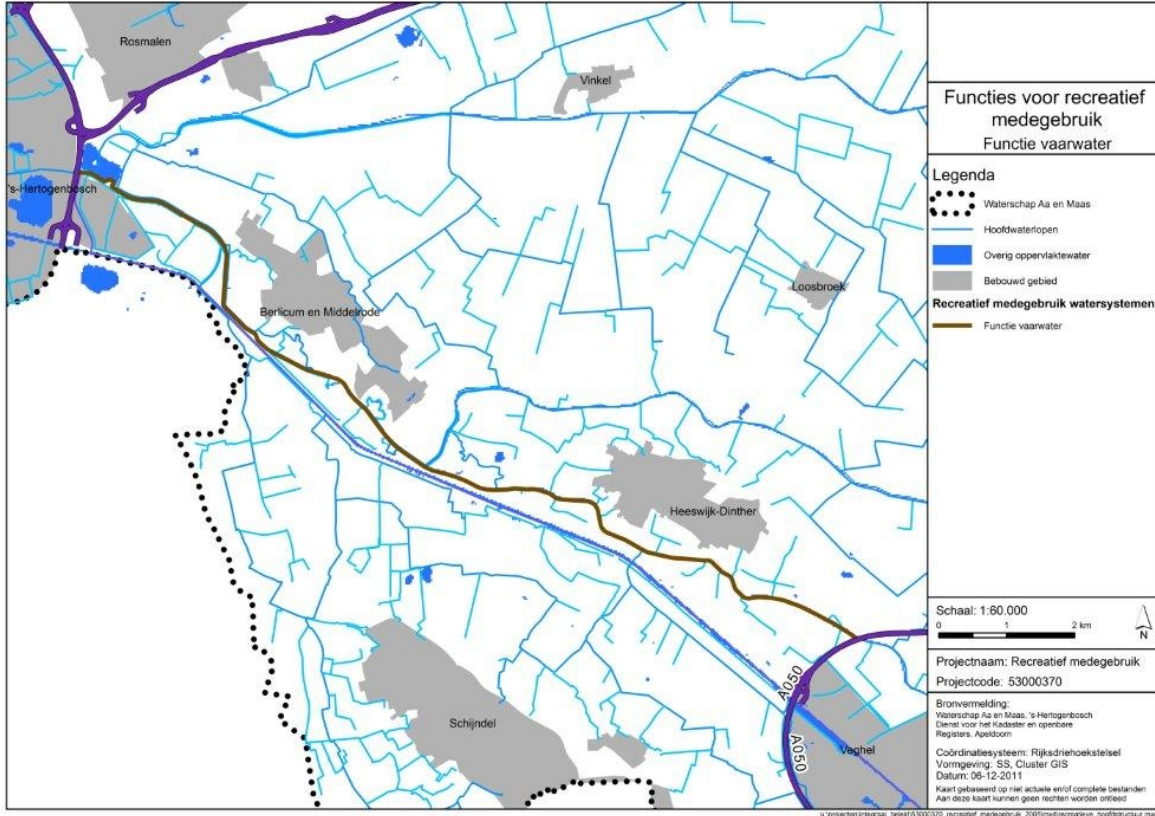 Rosmalen
Vinkel
's-Hertogenbosch
Loosbroek
Berlicum en Middelrode
Heeswijk-Dinther
Schijndel
A050
A050
Veghel
Functies voor recreatief
medegebruik
Functie vaarwater
Legenda
Waterschap Aa en Maas
Hoofdwaterlopen
Overig oppervlaktewater
Bebouwd gebied
Recreatief medegebruik watersystemen
Functie vaarwater
Schaal: 1:60.000
0 1 2 km
N
Projectnaam: Recreatief medegebruik
Projectcode: 53000370
Bronvermelding:
Waterschap Aa en Maas, 's-Hertogenbosch
Dienst voor het Kadaster en openbare
Registers, Apeldoorn
Coördinatiesysteem: Rijksdriehoekstelsel
Vormgeving: SS, Cluster GIS
Datum: 06-12-2011
Kaart gebaseerd op niet actuele en/of complete bestanden
Aan deze kaart kunnen geen rechten worden ontleed